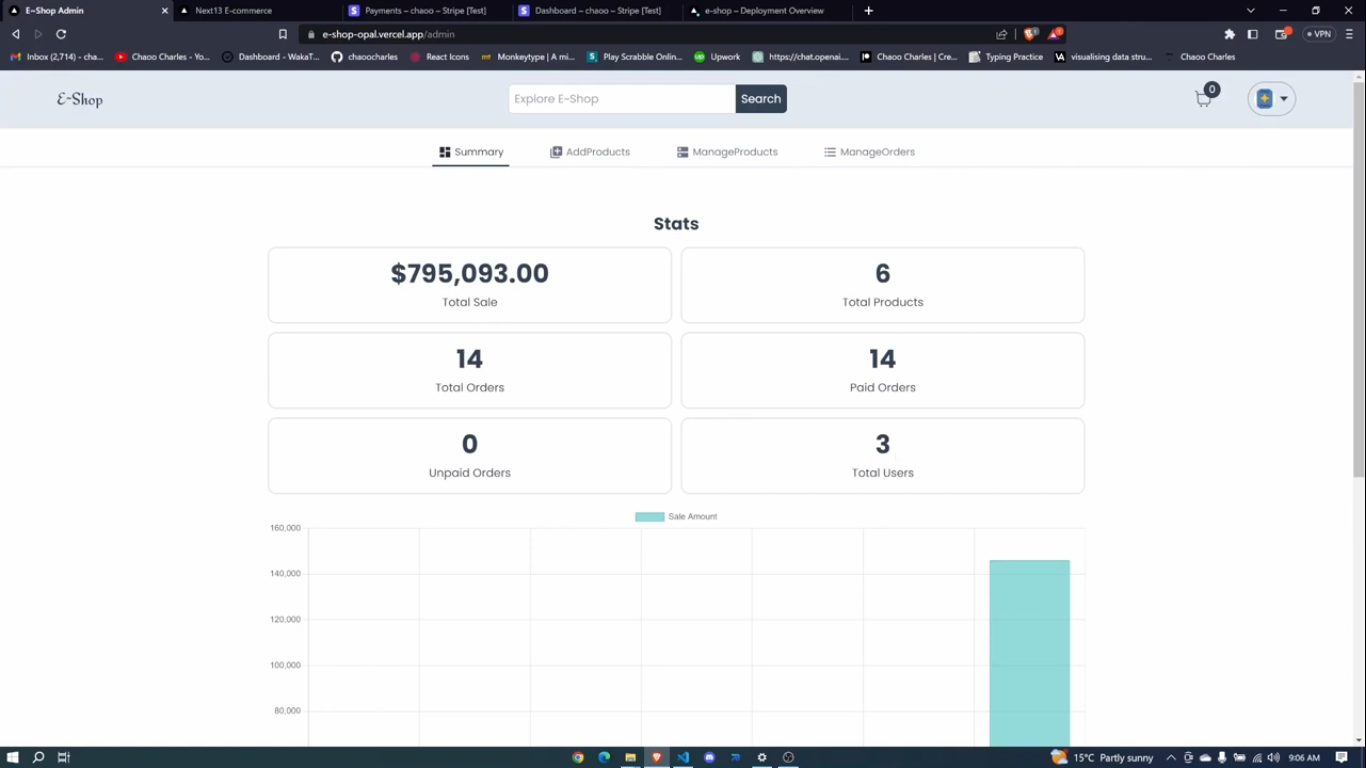 E~Shop Admin
Next13 E-commerce
Payments – chaoo – Stripe [Test]
Dashboard – chaoo – Stripe [Test]
e-shop – Deployment Overview
e-shop-opal.vercel.app/admin
VPN
Inbox (2,714) - cha...
Chaoo Charles - Yo...
Dashboard - WakaT...
chaoocharles
React Icons
Monkeytype | A mi...
Play Scrabble Onlin...
Upwork
https://chat.openai....
Chaoo Charles | Cre...
Typing Practice
visualising data stru...
Chaoo Charles
E~Shop
Explore E~Shop
Search
0
Summary
AddProducts
ManageProducts
ManageOrders
Stats
$795,093.00
Total Sale
6
Total Products
14
Total Orders
14
Paid Orders
0
Unpaid Orders
3
Total Users
Sale Amount
160,000
140,000
120,000
100,000
80,000
15°C Partly sunny
9:06 AM